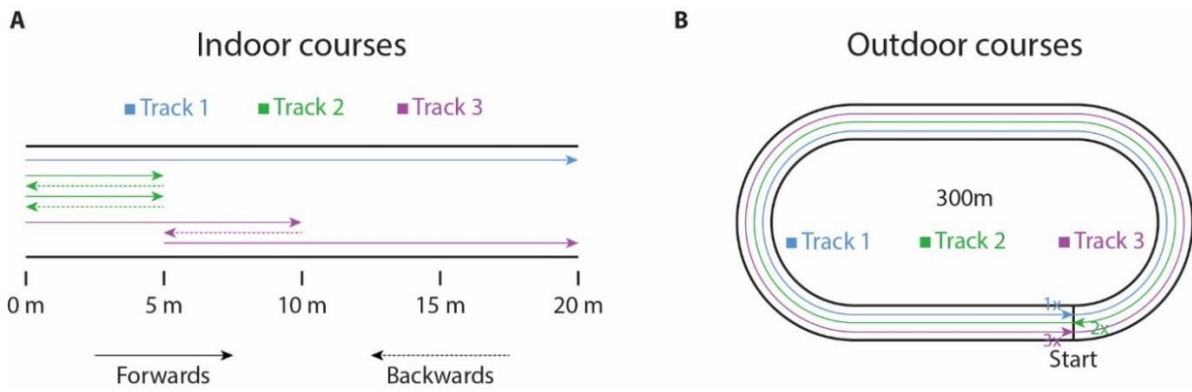 A
Indoor courses
Track 1 Track 2 Track 3
0 m 5 m 10 m 15 m 20 m
Forwards Backwards
B
Outdoor courses
300m
Track 1 Track 2 Track 3
1x
2x
3x
Start